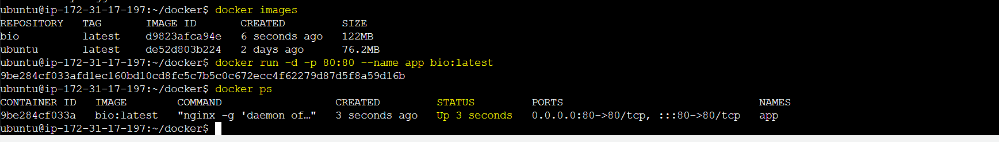 ubuntu@ip-172-31-17-197:~/docker$ docker images
REPOSITORY TAG IMAGE ID CREATED SIZE
bio latest d9823afca94e 6 seconds ago 122MB
ubuntu latest de52d803b224 2 days ago 76.2MB
ubuntu@ip-172-31-17-197:~/docker$ docker run -d -p 80:80 --name app bio:latest
9be284cf033afd1ec160bd10cd8fc5c7b5c0c672ecc4f62279d87d5f8a59d16b
ubuntu@ip-172-31-17-197:~/docker$ docker ps
CONTAINER ID IMAGE COMMAND CREATED STATUS PORTS NAMES
9be284cf033a bio:latest "nginx -g 'daemon of…" 3 seconds ago Up 3 seconds 0.0.0.0:80->80/tcp, :::80->80/tcp app
ubuntu@ip-172-31-17-197:~/docker$